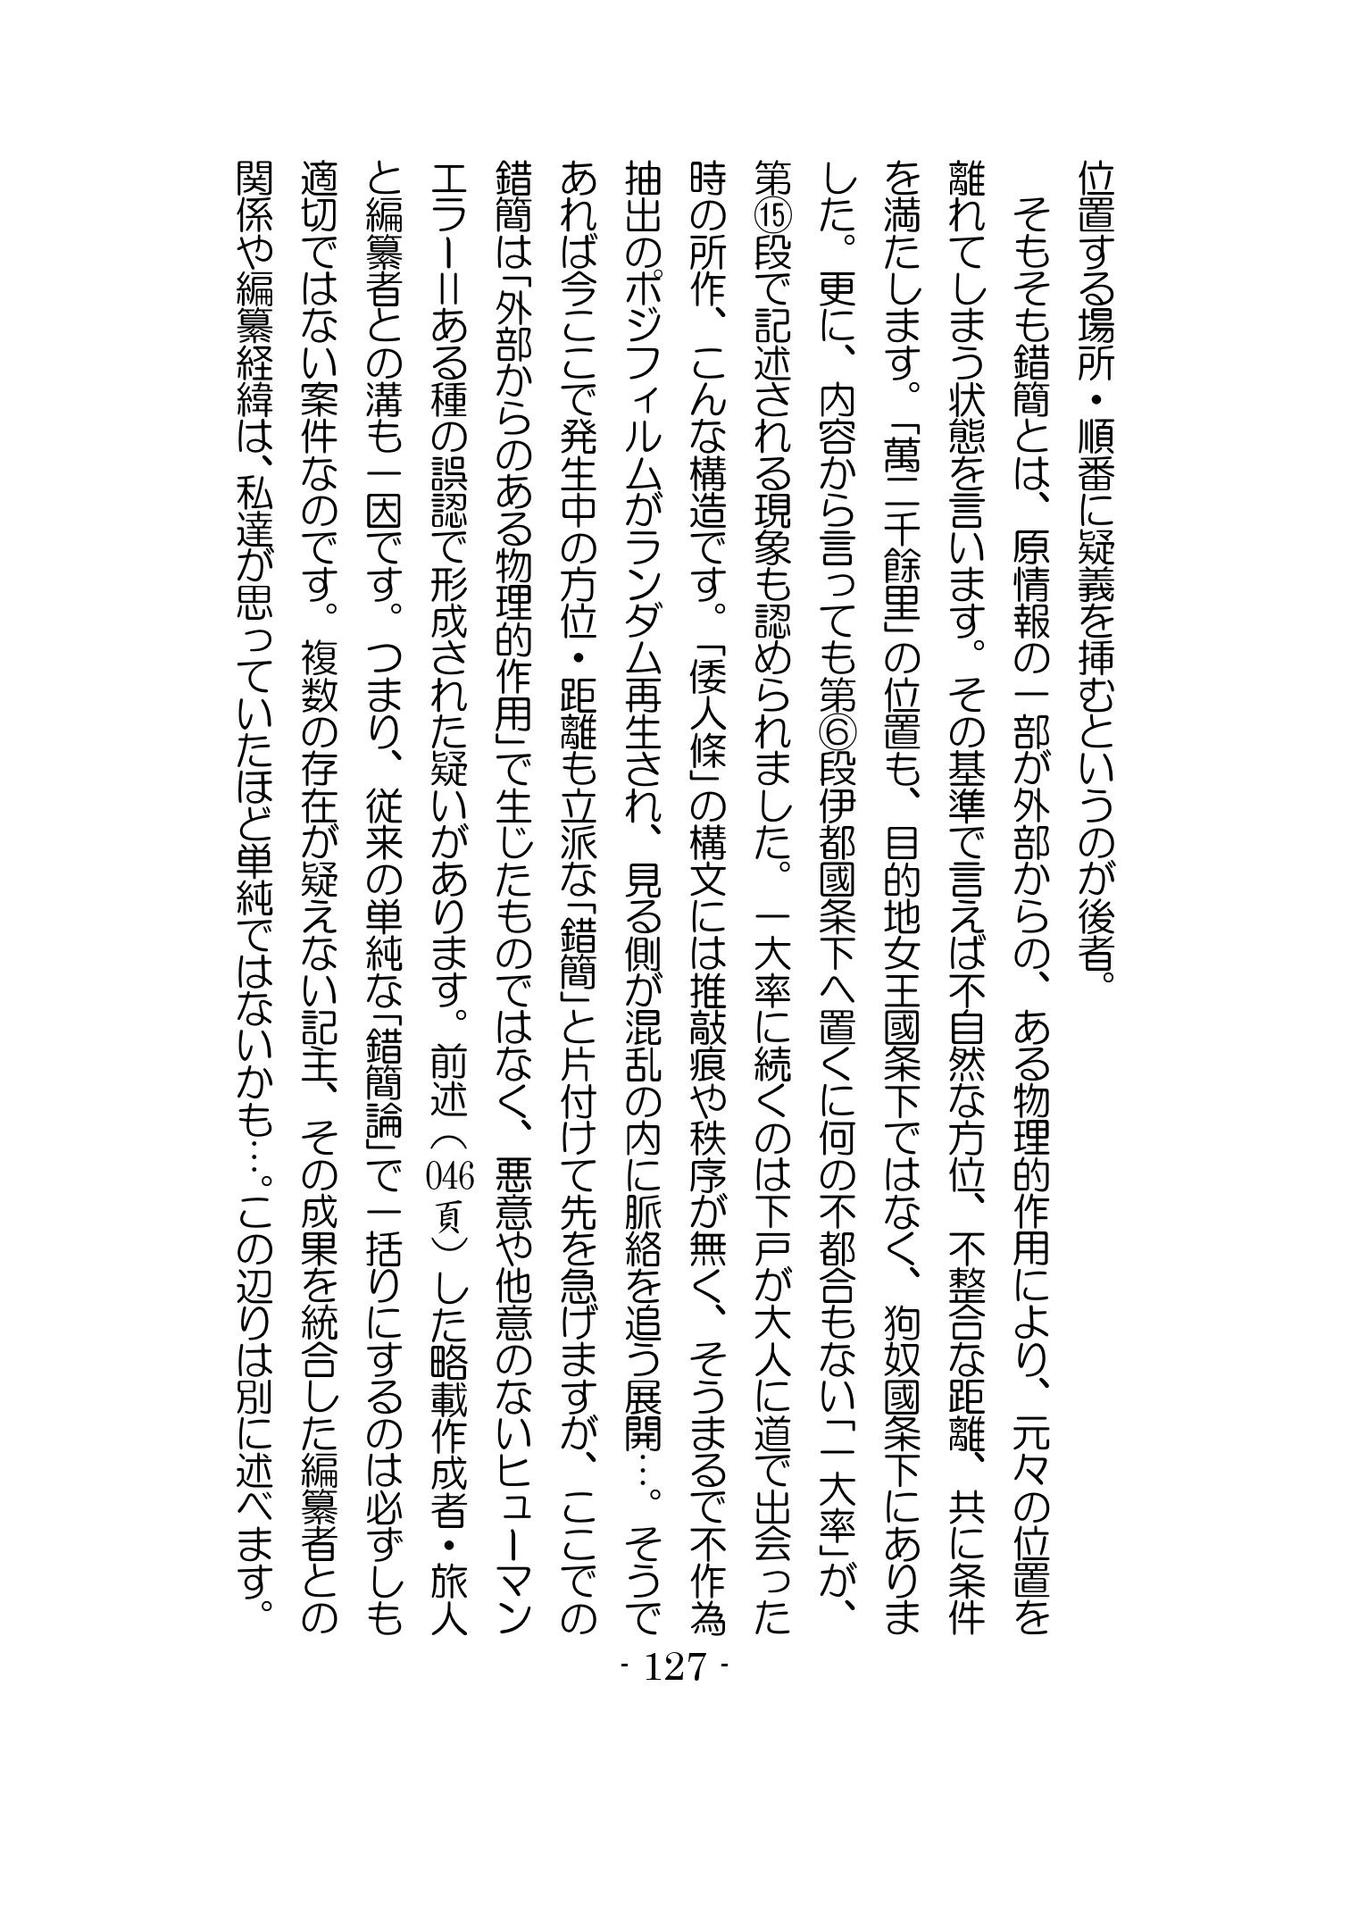 位置する場所・順番に疑義を挿むというのが後者。
　そもそも錯簡とは、原情報の一部が外部からの、ある物理的作用により、元々の位置を
離れてしまう状態を言います。その基準で言えば不自然な方位、不整合な距離、共に条件
を満たします。「萬二千餘里」の位置も、目的地女王國条下ではなく、狗奴國条下にありま
した。更に、内容から言っても第⑥段伊都國条下へ置くに何の不都合もない「一大率」が、
第⑮段で記述される現象も認められました。一大率に続くのは下戸が大人に道で出会った
時の所作、こんな構造です。「倭人條」の構文には推敲痕や秩序が無く、そうまるで不作為
抽出のポジフィルムがランダム再生され、見る側が混乱の内に脈絡を追う展開…。そうで
あれば今ここで発生中の方位・距離も立派な「錯簡」と片付けて先を急げますが、ここでの
錯簡は「外部からのある物理的作用」で生じたものではなく、悪意や他意のないヒューマン
エラー＝ある種の誤認で形成された疑いがあります。前述（046頁）した略載作成者・旅人
と編纂者との溝も一因です。つまり、従来の単純な「錯簡論」で一括りにするのは必ずしも
適切ではない案件なのです。複数の存在が疑えない記主、その成果を統合した編纂者との
関係や編纂経緯は、私達が思っていたほど単純ではないかも…。この辺りは別に述べます。
- 127 -